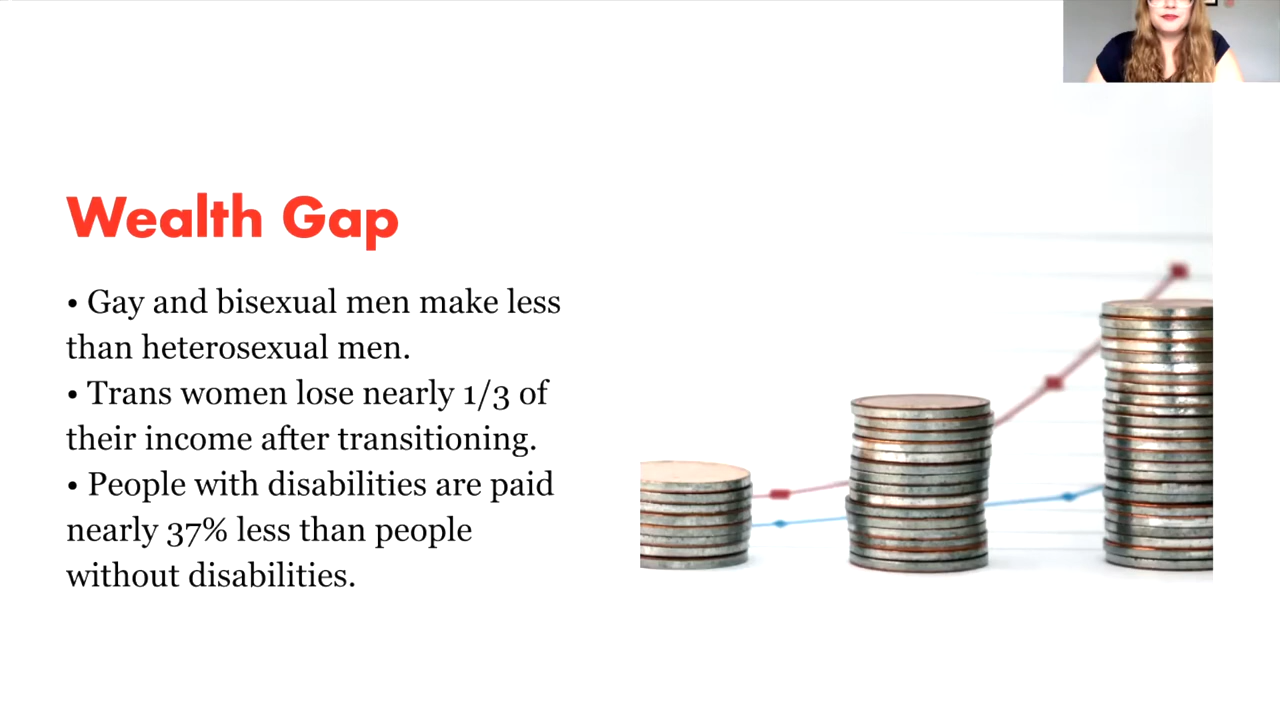 Wealth Gap
• Gay and bisexual men make less
than heterosexual men.
• Trans women lose nearly 1/3 of
their income after transitioning.
• People with disabilities are paid
nearly 37% less than people
without disabilities.